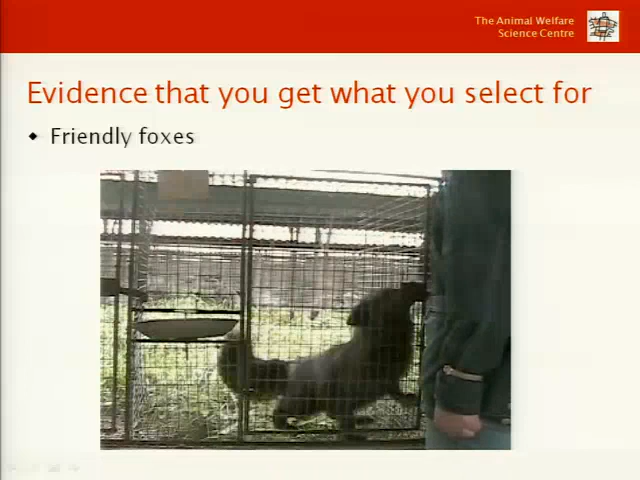 The Animal Welfare
Science Centre
Evidence that you get what you select for
Friendly foxes